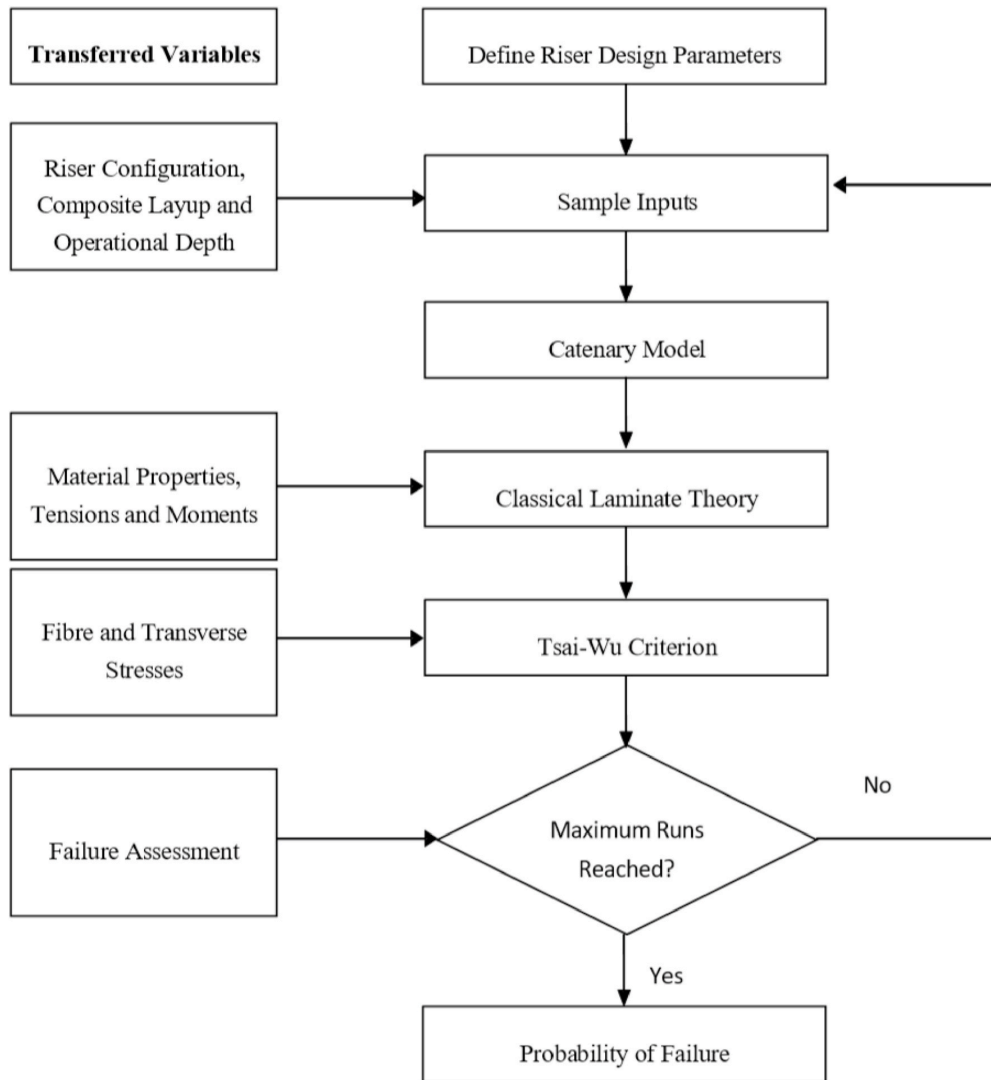 Transferred Variables
Define Riser Design Parameters
Riser Configuration,
Composite Layup and
Operational Depth
Sample Inputs
Catenary Model
Material Properties,
Tensions and Moments
Classical Laminate Theory
Fibre and Transverse
Stresses
Tsai-Wu Criterion
Failure Assessment
Maximum Runs
Reached?
No
Yes
Probability of Failure